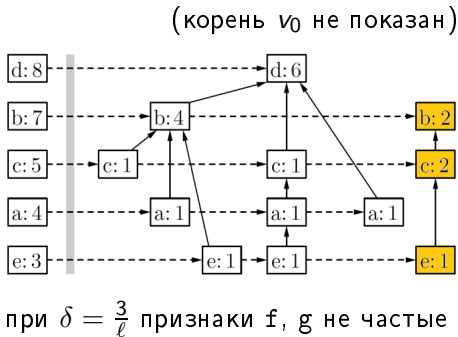 (корень v₀ не показан)
d: 8 d: 6
b: 7 b: 4 b: 2
c: 5 c: 1 c: 1 c: 2
a: 4 a: 1 a: 1 a: 1
e: 3 e: 1 e: 1 e: 1
при δ = 3/ℓ признаки f, g не частые